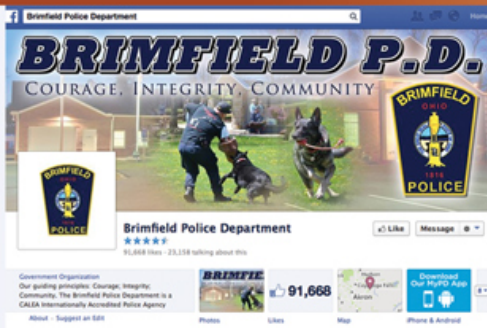 Brimfield Police Department
Home
BRIMFIELD P.D.
COURAGE, INTEGRITY, COMMUNITY
BRIMFIELD
OHIO
1816
POLICE
BRIMFIELD
OHIO
POLICE
Brimfield Police Department
Like
Message
91,668 likes · 23,158 talking about this
Government Organization
Our guiding principles: Courage; Integrity;
Community. The Brimfield Police Department is a
CALEA Internationally Accredited Police Agency
About - Suggest an Edit
BRIMFIE
Photos
91,668
Likes
Akron
Map
Download
Our MyPD App
iPhone & Android